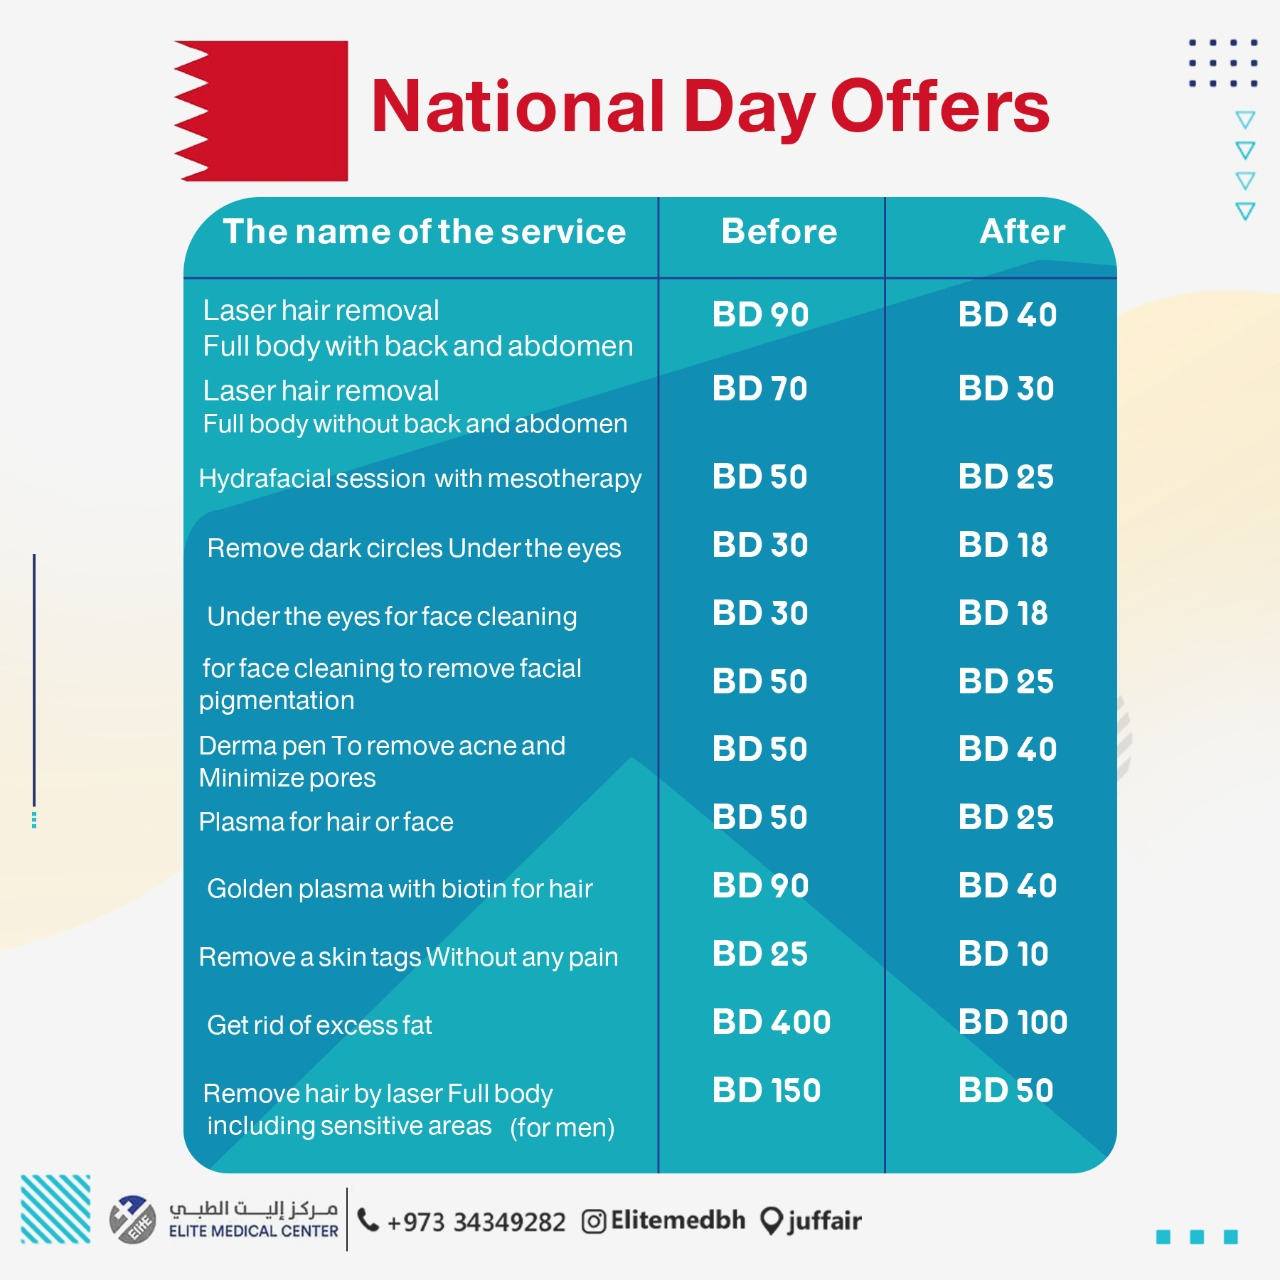 National Day Offers
The name of the service Before After
Laser hair removal
Full body with back and abdomen
BD 90 BD 40
Laser hair removal
Full body without back and abdomen
BD 70 BD 30
Hydrafacial session with mesotherapy BD 50 BD 25
Remove dark circles Under the eyes BD 30 BD 18
Under the eyes for face cleaning BD 30 BD 18
for face cleaning to remove facial
pigmentation
BD 50 BD 25
Derma pen To remove acne and
Minimize pores
BD 50 BD 40
Plasma for hair or face BD 50 BD 25
Golden plasma with biotin for hair BD 90 BD 40
Remove a skin tags Without any pain BD 25 BD 10
Get rid of excess fat BD 400 BD 100
Remove hair by laser Full body
including sensitive areas (for men)
BD 150 BD 50
Elite
مركز إليت الطبي
ELITE MEDICAL CENTER
+973 34349282 Elitemedbh juffair